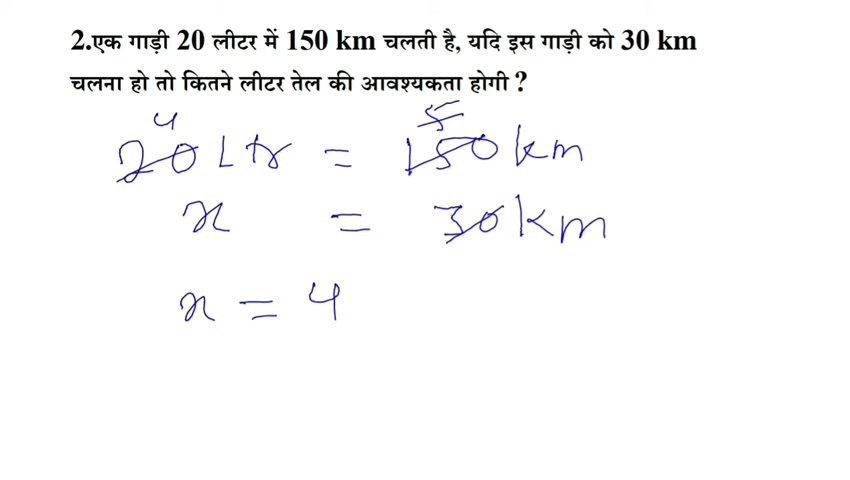 2.एक गाड़ी 20 लीटर में 150 km चलती है, यदि इस गाड़ी को 30 km
चलना हो तो कितने लीटर तेल की आवश्यकता होगी ?
4 5
20 Ltr = 150 km
x = 30 km
x = 4